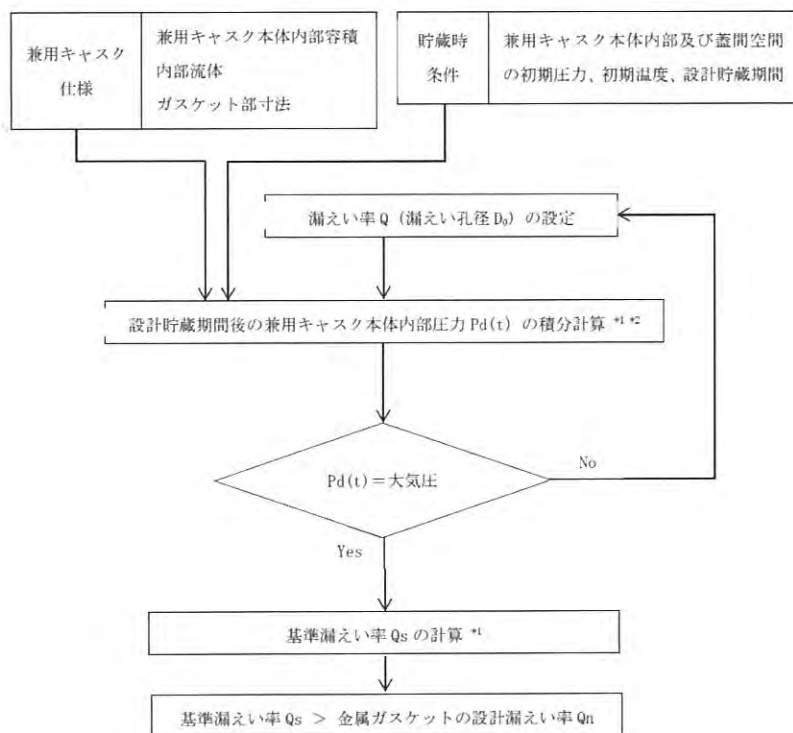 兼用キャスク
仕様
兼用キャスク本体内部容積
内部流体
ガスケット部寸法
貯蔵時
条件
兼用キャスク本体内部及び蓋間空間
の初期圧力、初期温度、設計貯蔵期間
漏えい率 Q (漏えい孔径 D₀) の設定
設計貯蔵期間後の兼用キャスク本体内部圧力 Pd(t) の積分計算 *1 *2
Pd(t)=大気圧
No
Yes
基準漏えい率 Qs の計算 *1
基準漏えい率 Qs > 金属ガスケットの設計漏えい率 Qn